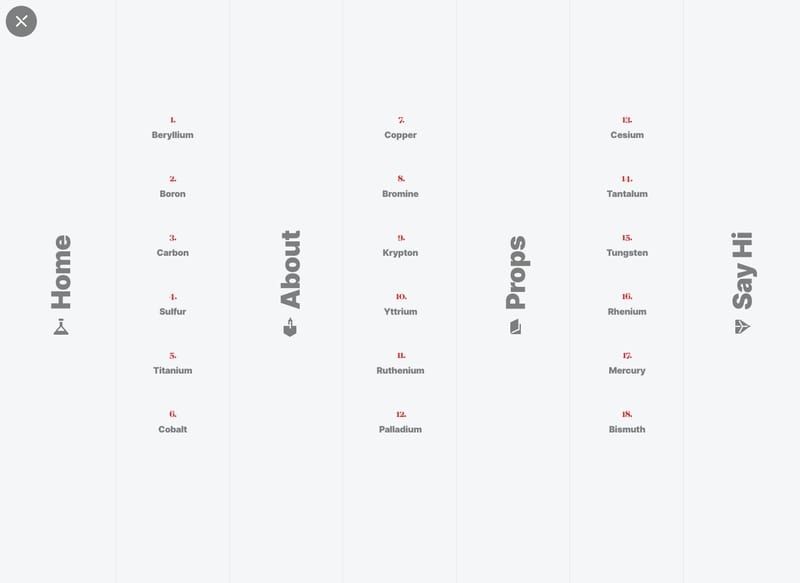 Home
1.
Beryllium
2.
Boron
3.
Carbon
4.
Sulfur
5.
Titanium
6.
Cobalt
About
7.
Copper
8.
Bromine
9.
Krypton
10.
Yttrium
11.
Ruthenium
12.
Palladium
Props
13.
Cesium
14.
Tantalum
15.
Tungsten
16.
Rhenium
17.
Mercury
18.
Bismuth
Say Hi